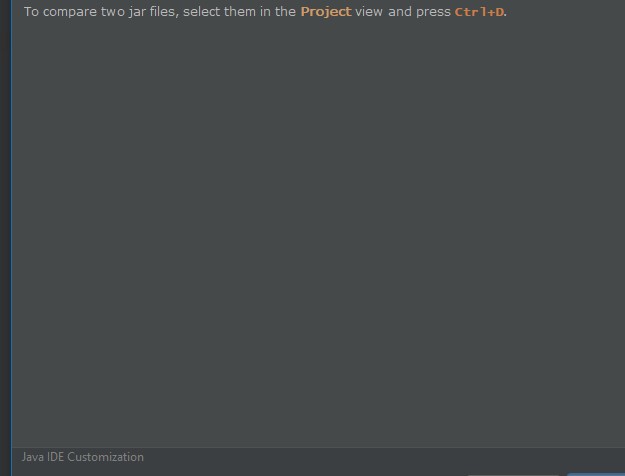 To compare two jar files, select them in the Project view and press Ctrl+D.
Java IDE Customization